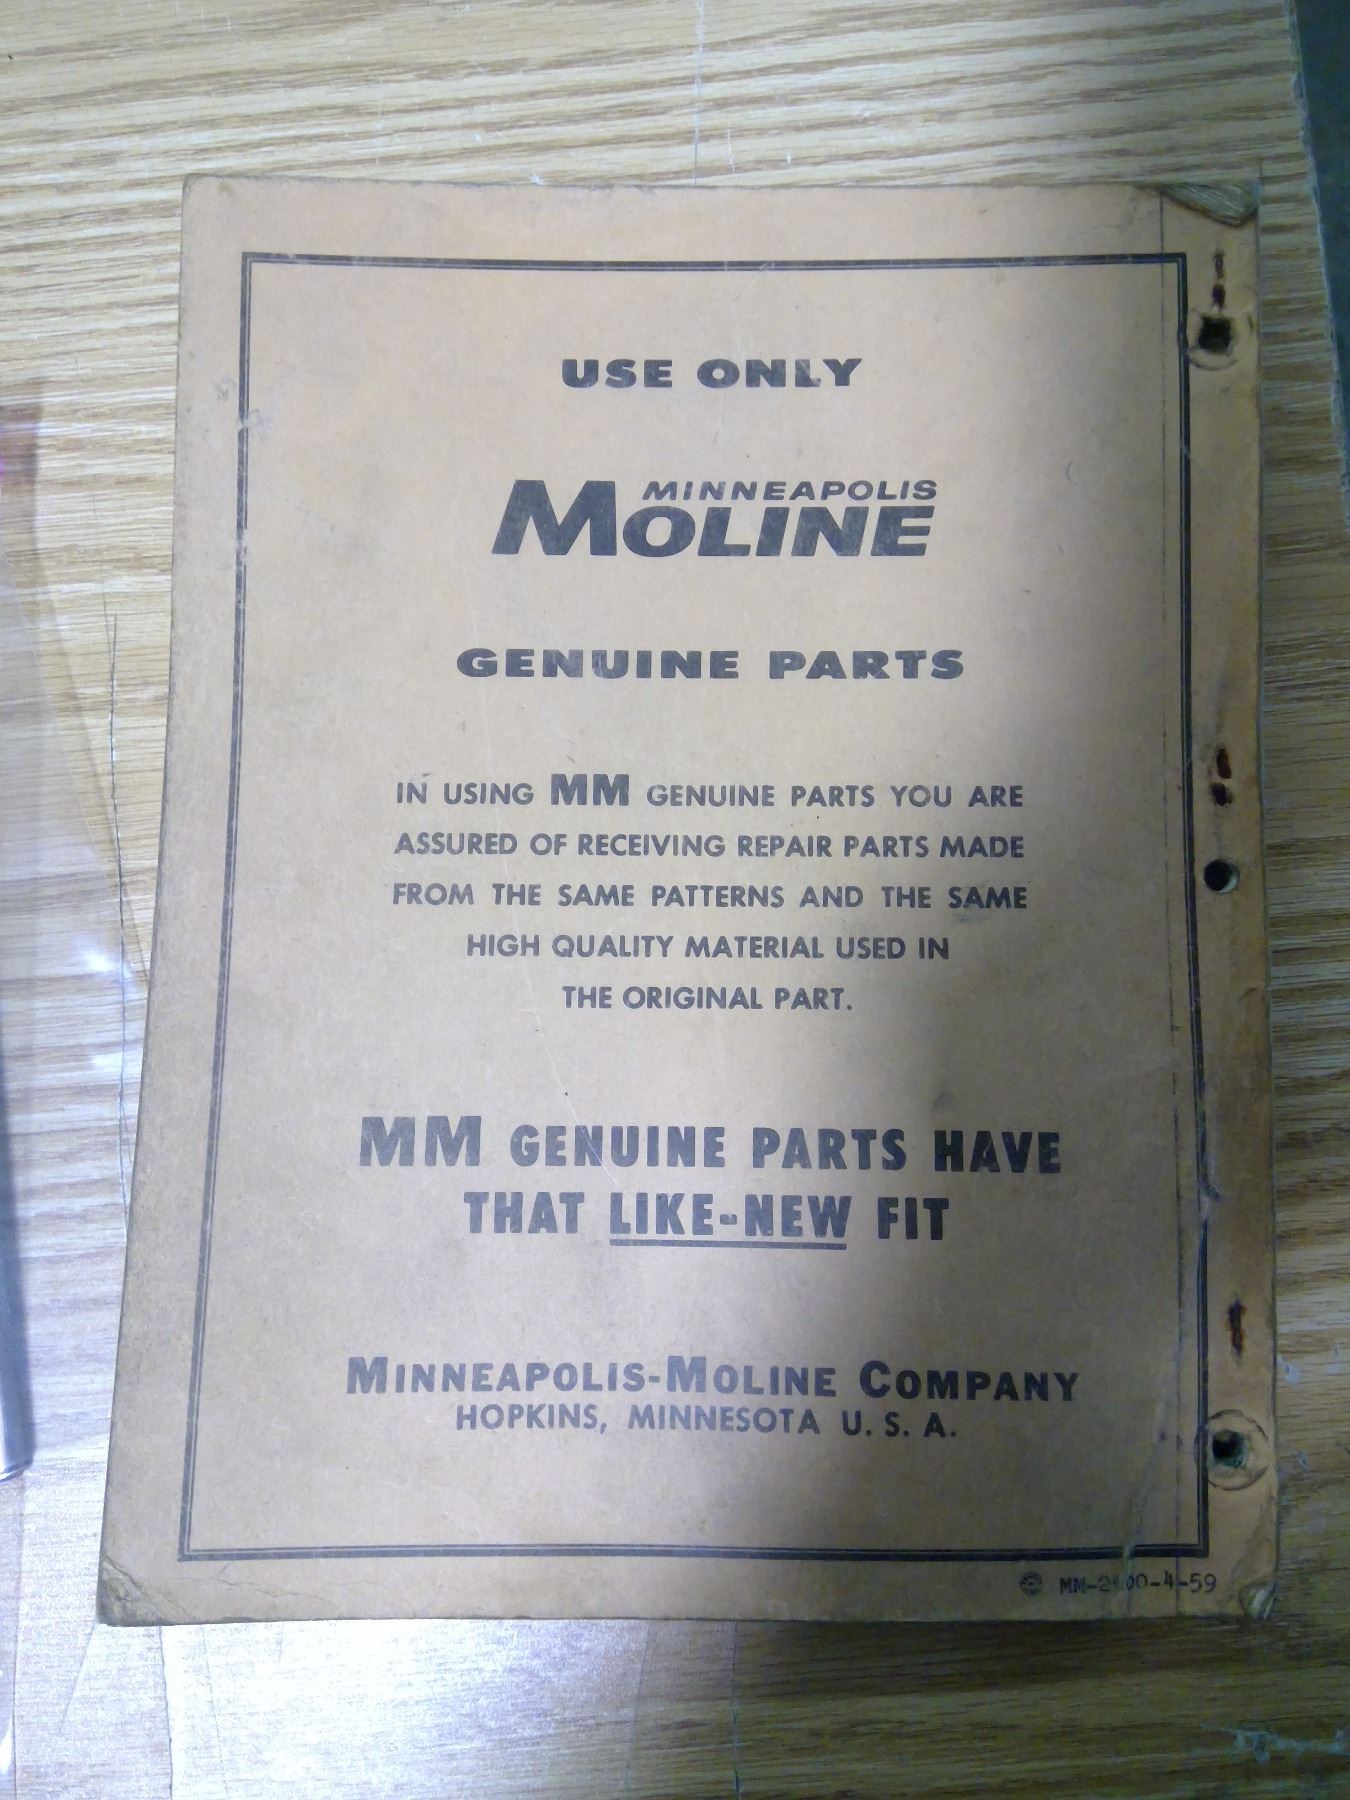 USE ONLY
MINNEAPOLIS
MOLINE
GENUINE PARTS
IN USING MM GENUINE PARTS YOU ARE
ASSURED OF RECEIVING REPAIR PARTS MADE
FROM THE SAME PATTERNS AND THE SAME
HIGH QUALITY MATERIAL USED IN
THE ORIGINAL PART.
MM GENUINE PARTS HAVE
THAT LIKE-NEW FIT
MINNEAPOLIS-MOLINE COMPANY
HOPKINS, MINNESOTA U. S. A.